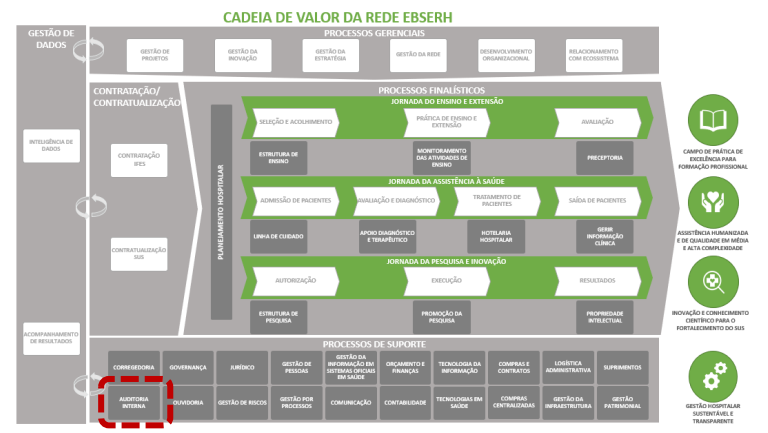 CADEIA DE VALOR DA REDE EBSERH
GESTÃO DE
DADOS
INTELIGÊNCIA DE
DADOS
ACOMPANHAMENTO
DE RESULTADOS
PROCESSOS GERENCIAIS
GESTÃO DE
PROJETOS
GESTÃO DA
INOVAÇÃO
GESTÃO DA
ESTRATÉGIA
GESTÃO DA REDE
DESENVOLVIMENTO
ORGANIZACIONAL
RELACIONAMENTO
COM ECOSSISTEMA
CONTRATAÇÃO/
CONTRATUALIZAÇÃO
CONTRATAÇÃO
IFES
CONTRATUALIZAÇÃO
SUS
PROCESSOS FINALÍSTICOS
PLANEJAMENTO HOSPITALAR
JORNADA DO ENSINO E EXTENSÃO
SELEÇÃO E ACOLHIMENTO
PRÁTICA DE ENSINO E
EXTENSÃO
AVALIAÇÃO
ESTRUTURA DE
ENSINO
MONITORAMENTO
DAS ATIVIDADES DE
ENSINO
PRECEPTORIA
JORNADA DA ASSISTÊNCIA À SAÚDE
ADMISSÃO DE PACIENTES
AVALIAÇÃO E DIAGNÓSTICO
TRATAMENTO DE
PACIENTES
SAÍDA DE PACIENTES
LINHA DE CUIDADO
APOIO DIAGNÓSTICO
E TERAPÊUTICO
HOTELARIA
HOSPITALAR
GERIR
INFORMAÇÃO
CLÍNICA
JORNADA DA PESQUISA E INOVAÇÃO
AUTORIZAÇÃO
EXECUÇÃO
RESULTADOS
ESTRUTURA DE
PESQUISA
PROMOÇÃO DA
PESQUISA
PROPRIEDADE
INTELECTUAL
PROCESSOS DE SUPORTE
CORREGEDORIA
GOVERNANÇA
JURÍDICO
GESTÃO DE
PESSOAS
GESTÃO DA
INFORMAÇÃO EM
SISTEMAS OFICIAIS
EM SAÚDE
ORÇAMENTO E
FINANÇAS
TECNOLOGIA DA
INFORMAÇÃO
COMPRAS E
CONTRATOS
LOGÍSTICA
ADMINISTRATIVA
SUPRIMENTOS
AUDITORIA
INTERNA
OUVIDORIA
GESTÃO DE RISCOS
GESTÃO POR
PROCESSOS
COMUNICAÇÃO
CONTABILIDADE
TECNOLOGIAS EM
SAÚDE
COMPRAS
CENTRALIZADAS
GESTÃO DA
INFRAESTRUTURA
GESTÃO
PATRIMONIAL
CAMPO DE PRÁTICA DE
EXCELÊNCIA PARA
FORMAÇÃO PROFISSIONAL
ASSISTÊNCIA HUMANIZADA
E DE QUALIDADE EM MÉDIA
E ALTA COMPLEXIDADE
INOVAÇÃO E CONHECIMENTO
CIENTÍFICO PARA O
FORTALECIMENTO DO SUS
GESTÃO HOSPITALAR
SUSTENTÁVEL E
TRANSPARENTE